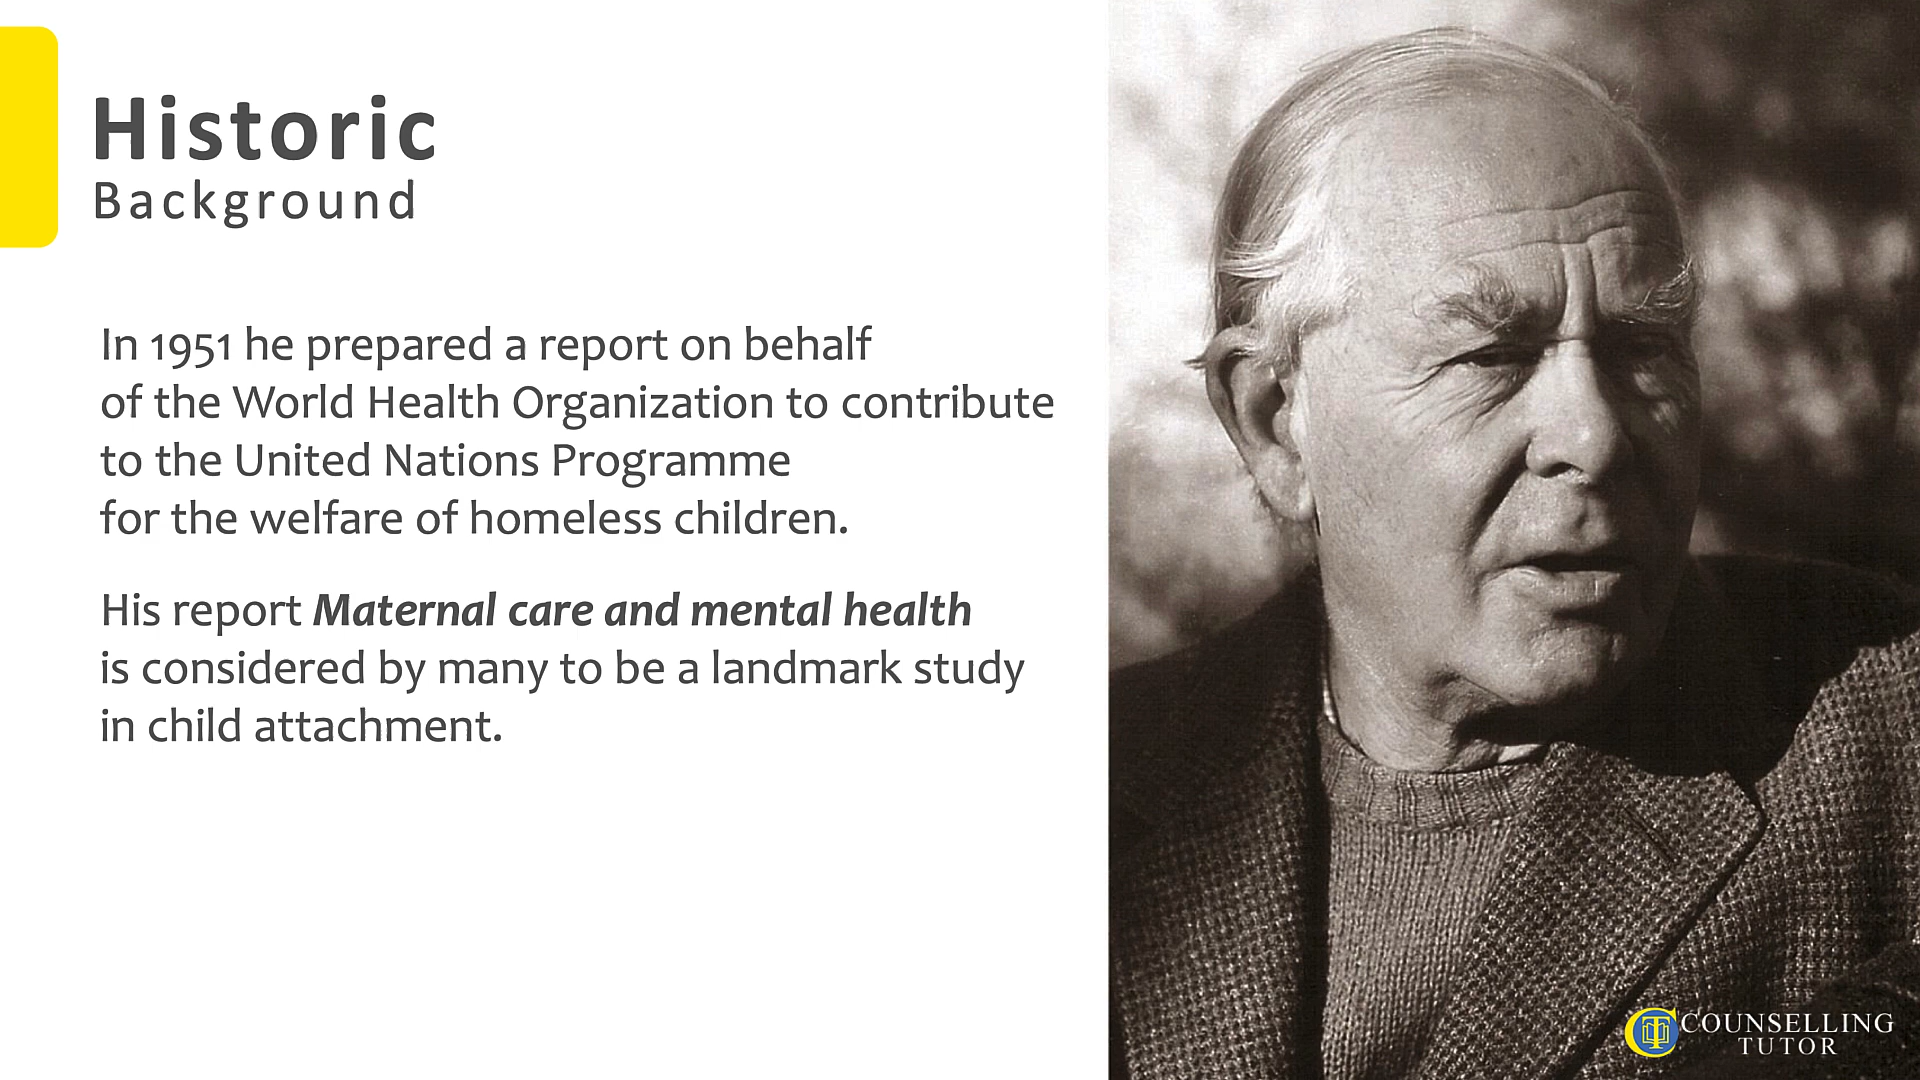 Historic
Background
In 1951 he prepared a report on behalf
of the World Health Organization to contribute
to the United Nations Programme
for the welfare of homeless children.
His report Maternal care and mental health
is considered by many to be a landmark study
in child attachment.
COUNSELLING
TUTOR